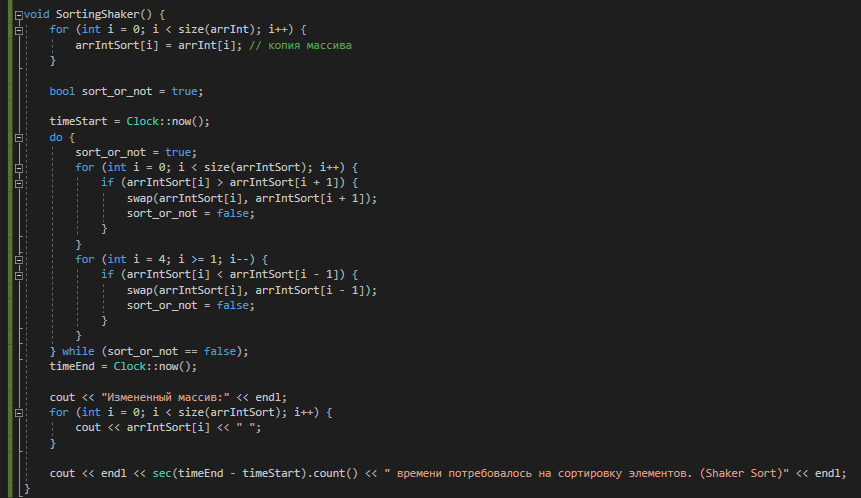 void SortingShaker() {
    for (int i = 0; i < size(arrInt); i++) {
        arrIntSort[i] = arrInt[i]; // копия массива
    }

    bool sort_or_not = true;

    timeStart = Clock::now();
    do {
        sort_or_not = true;
        for (int i = 0; i < size(arrIntSort); i++) {
            if (arrIntSort[i] > arrIntSort[i + 1]) {
                swap(arrIntSort[i], arrIntSort[i + 1]);
                sort_or_not = false;
            }
        }
        for (int i = 4; i >= 1; i--) {
            if (arrIntSort[i] < arrIntSort[i - 1]) {
                swap(arrIntSort[i], arrIntSort[i - 1]);
                sort_or_not = false;
            }
        }
    } while (sort_or_not == false);
    timeEnd = Clock::now();

    cout << "Измененный массив:" << endl;
    for (int i = 0; i < size(arrIntSort); i++) {
        cout << arrIntSort[i] << " ";
    }

    cout << endl << sec(timeEnd - timeStart).count() << " времени потребовалось на сортировку элементов. (Shaker Sort)" << endl;
}